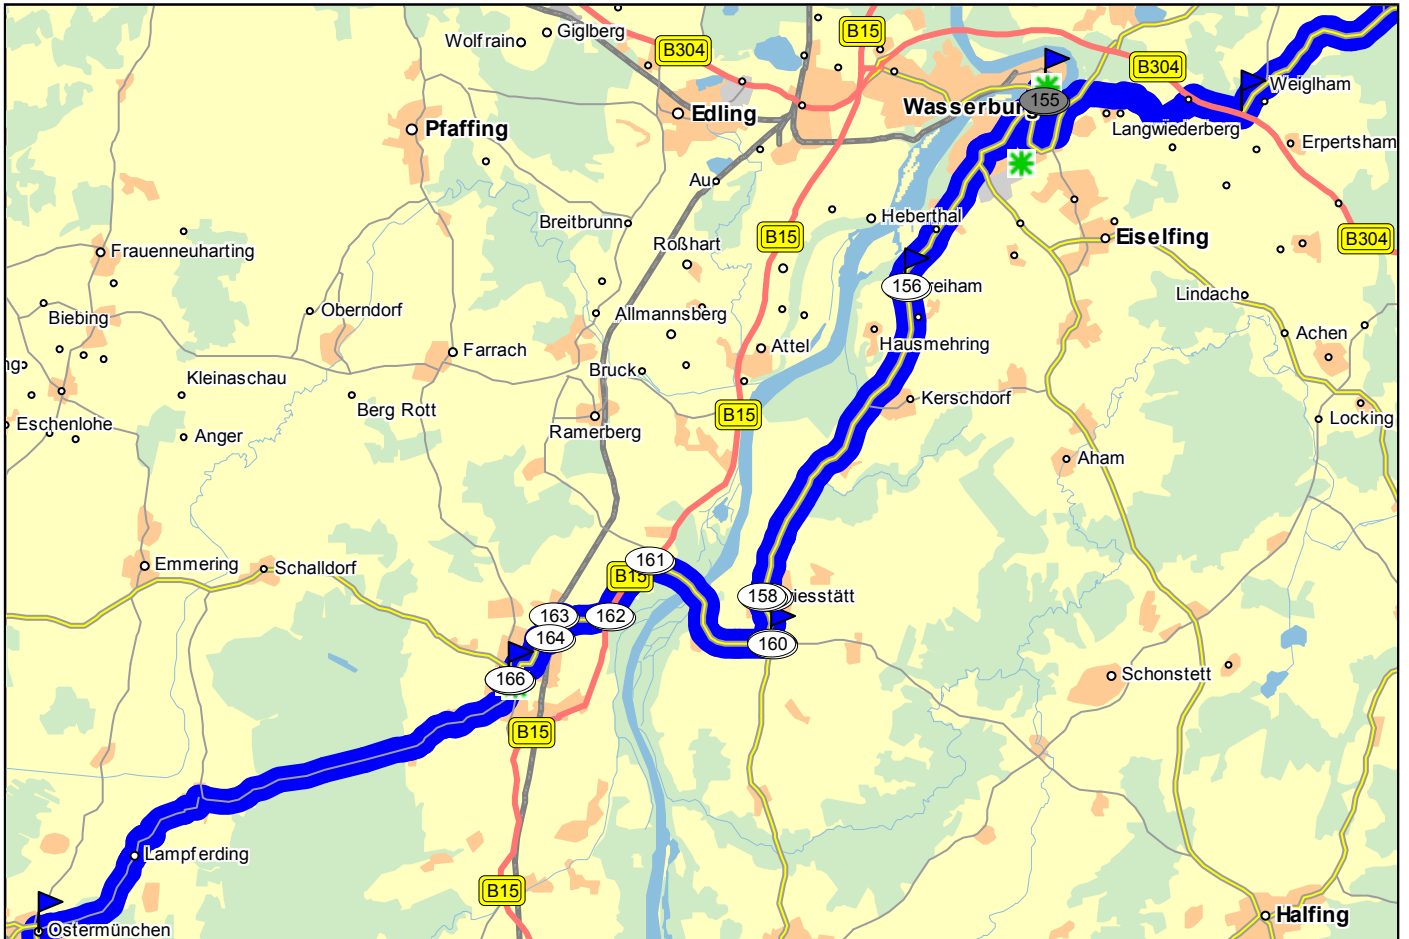 Giglberg
Wolfrain
B304
B15
B304
Weiglham
Wasserburg
155
Edling
Pfaffing
Langwiederberg
Erpertsham
Au
Breitbrunn
Heberthal
B15
Roßhart
Eiselfing
B304
Frauenneuharting
156
eiham
Lindach
Oberndorf
Biebing
Allmannsberg
Achen
Farrach
Attel
Hausmehring
Bruck
Kleinaschau
Berg Rott
Kerschdorf
B15
Eschenlohe
Anger
Ramerberg
Locking
Aham
161
Emmering
Schalldorf
B15
158
iesstätt
163
162
164
160
166
Schonstett
B15
Lampferding
B15
Halfing
Ostermünchen